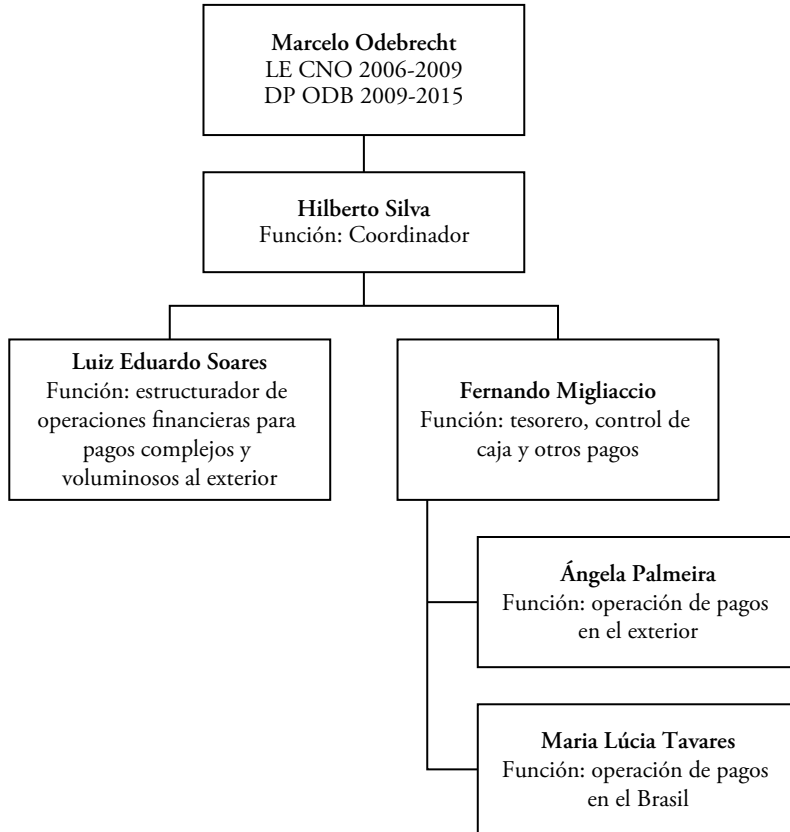 Marcelo Odebrecht
LE CNO 2006-2009
DP ODB 2009-2015
Hilberto Silva
Función: Coordinador
Luiz Eduardo Soares
Función: estructurador de
operaciones financieras para
pagos complejos y
voluminosos al exterior
Fernando Migliaccio
Función: tesorero, control de
caja y otros pagos
Ángela Palmeira
Función: operación de pagos
en el exterior
Maria Lúcia Tavares
Función: operación de pagos
en el Brasil